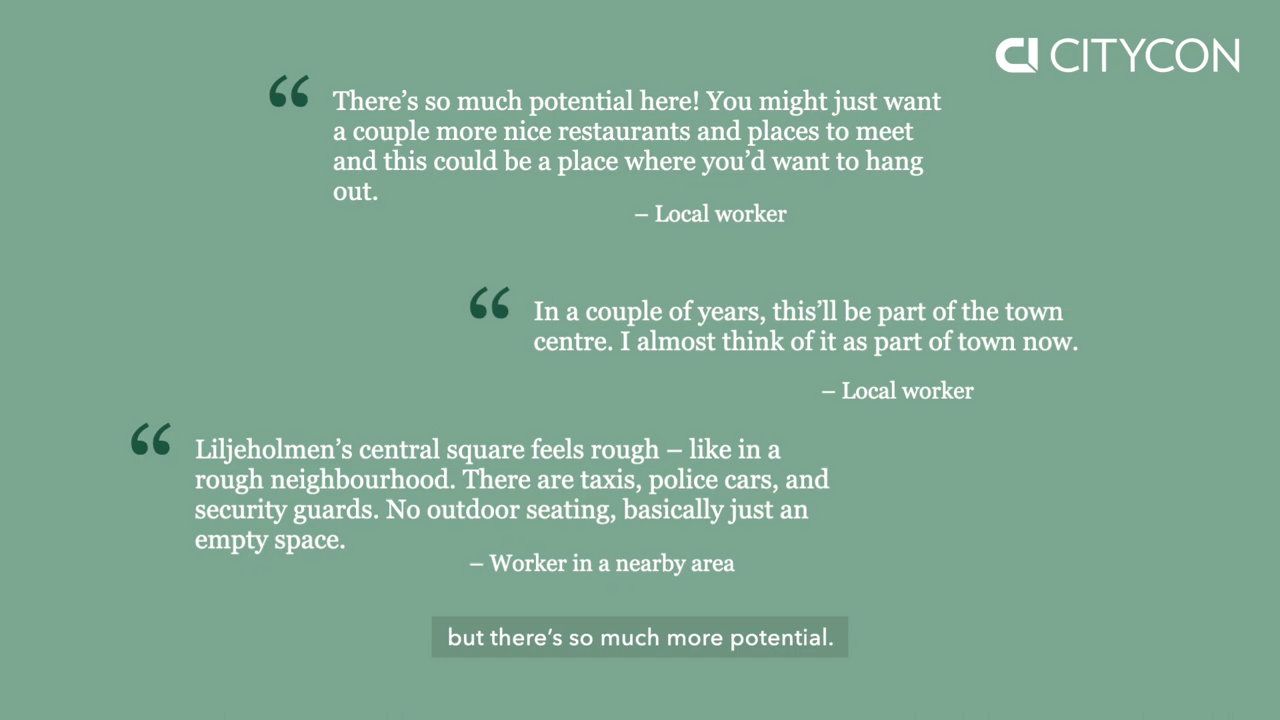 CITYCON
“ There’s so much potential here! You might just want
a couple more nice restaurants and places to meet
and this could be a place where you’d want to hang
out.
– Local worker
“ In a couple of years, this’ll be part of the town
centre. I almost think of it as part of town now.
– Local worker
“ Liljeholmen’s central square feels rough – like in a
rough neighbourhood. There are taxis, police cars, and
security guards. No outdoor seating, basically just an
empty space.
– Worker in a nearby area
but there’s so much more potential.